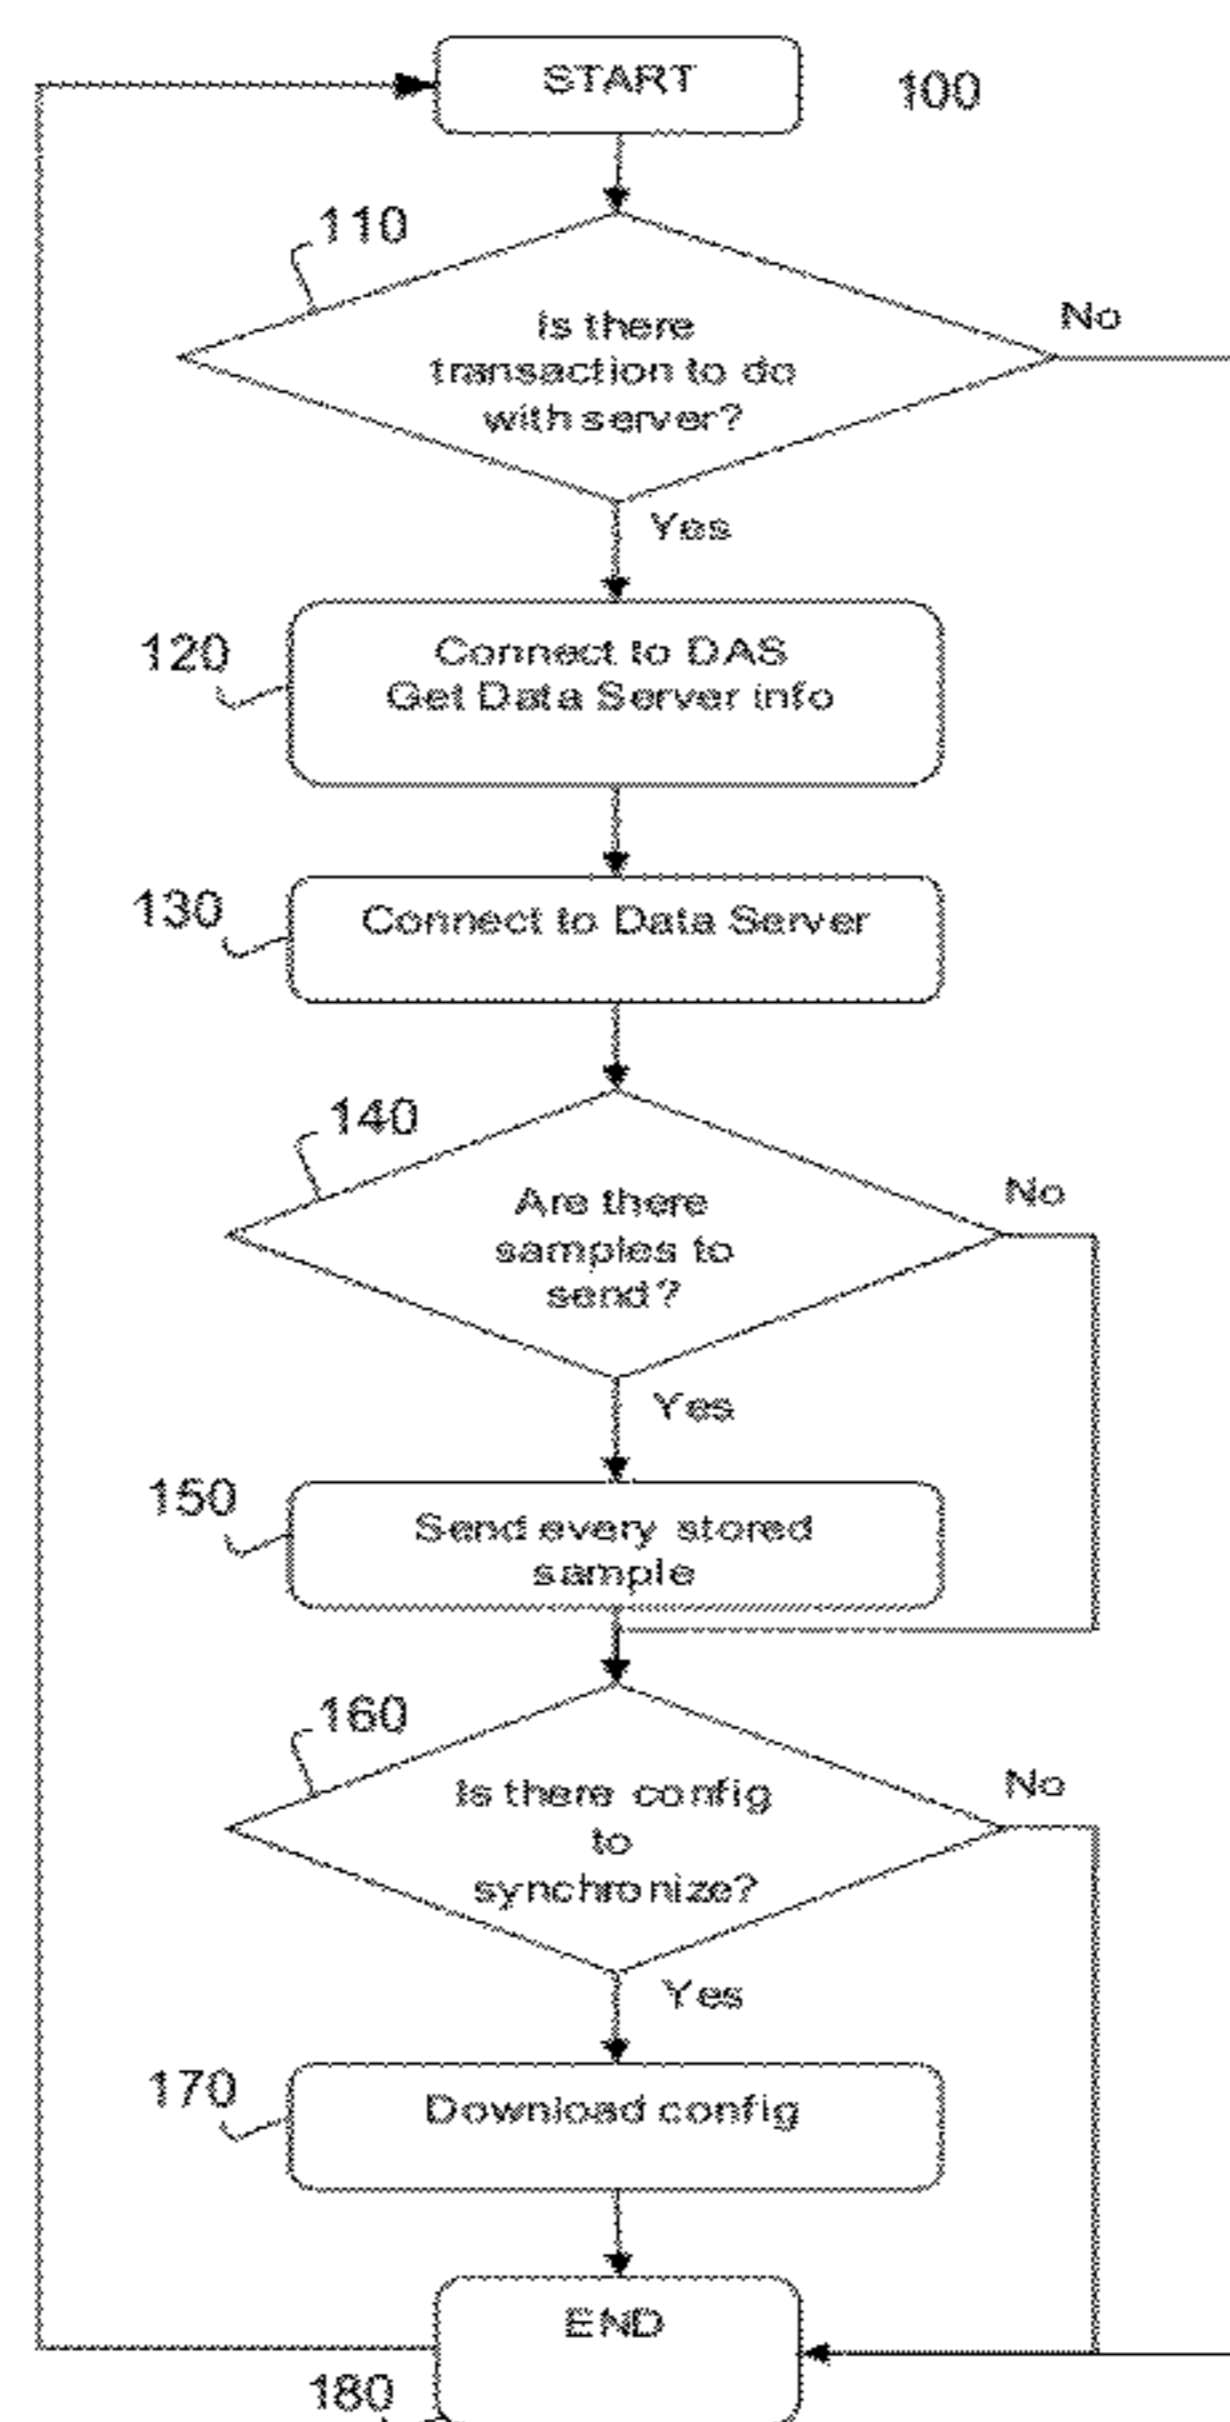 START
100
110
Is there
transaction to do
with server?
No
Yes
120
Connect to DAS
Get Data Server info
130
Connect to Data Server
140
Are there
samples to
send?
No
Yes
150
Send every stored
sample
160
Is there config
to
synchronize?
No
Yes
170
Download config
END
180